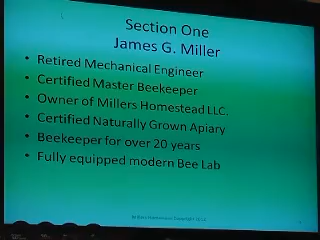 Section One
James G. Miller
• Retired Mechanical Engineer
• Certified Master Beekeeper
• Owner of Millers Homestead LLC.
• Certified Naturally Grown Apiary
• Beekeeper for over 20 years
• Fully equipped modern Bee Lab